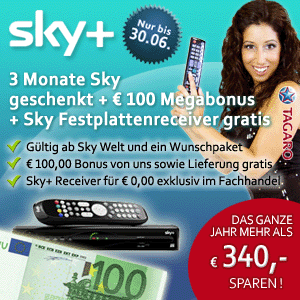 sky+
Nur bis
30.06.
3 Monate Sky
geschenkt + € 100 Megabonus
+ Sky Festplattenreceiver gratis
TAGARO
Gültig ab Sky Welt und ein Wunschpaket
€ 100,00 Bonus von uns sowie Lieferung gratis
Sky+ Receiver für € 0,00 exklusiv im Fachhandel
sky+
100
DAS GANZE
JAHR MEHR ALS
€ 340,-
SPAREN !